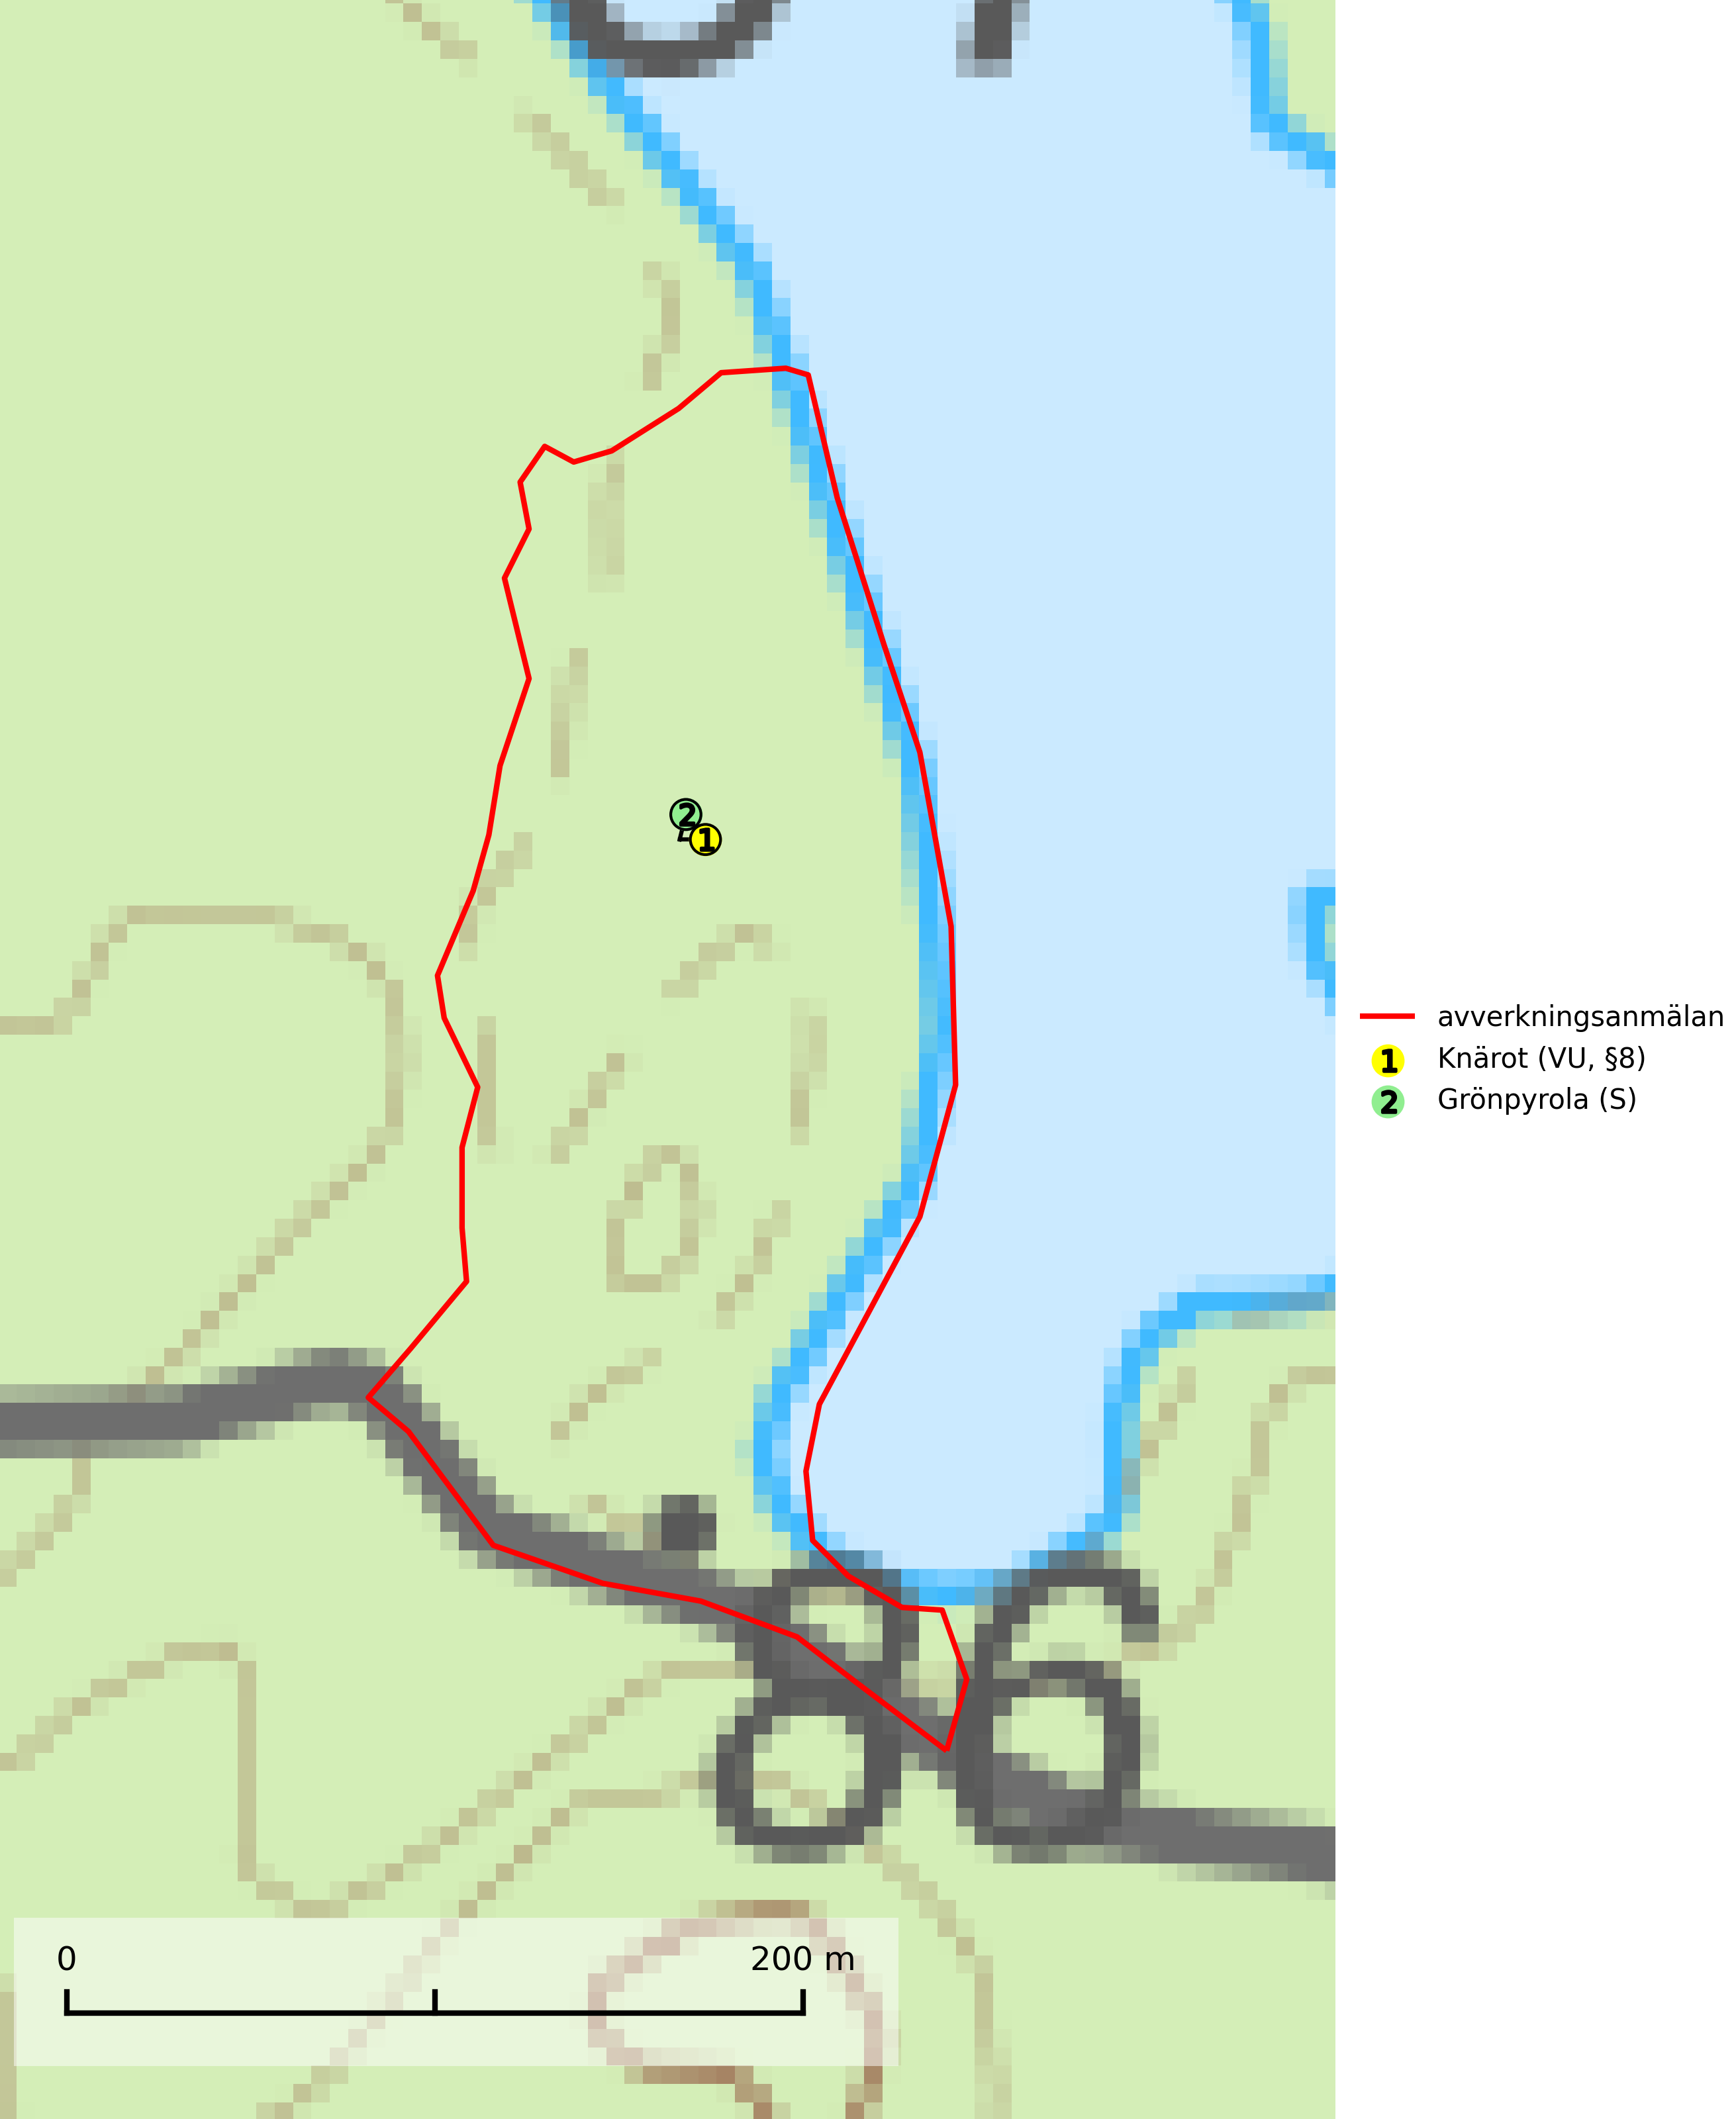 2
1
avverkningsanmälan
1 Knärot (VU, §8)
2 Grönpyrola (S)
0 200 m